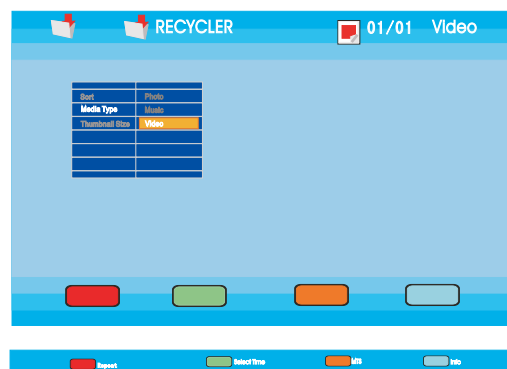 RECYCLER 01/01 Video
Sort Photo
Media Type Music
Thumbnail Size Video
Repeat Select Time MTS Info